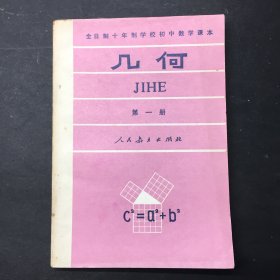 全日制十年制学校初中数学课本
几何
JIHE
第一册
人民教育出版社
c²=a²+b²